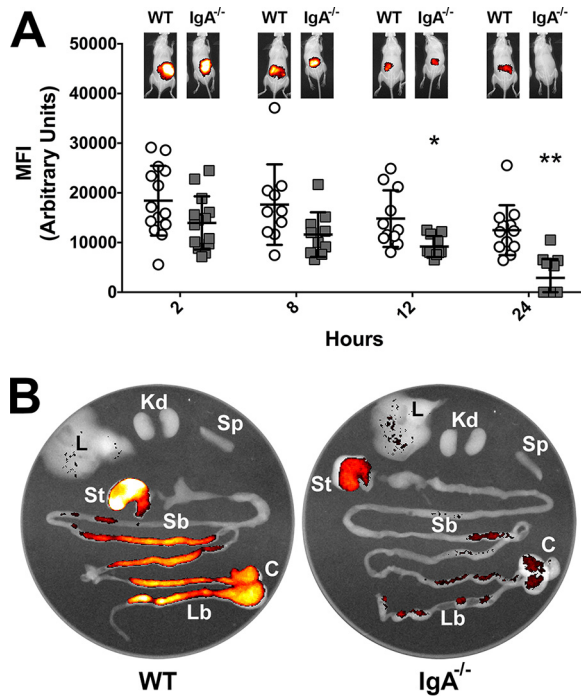 A
WT IgA-/- WT IgA-/- WT IgA-/- WT IgA-/-
50000
40000
30000
20000
10000
0
MFI
(Arbitrary Units)
*
**
2 8 12 24
Hours
B
L Kd Sp
St Sb C
Lb
WT
L Kd Sp
St Sb C
Lb
IgA-/-